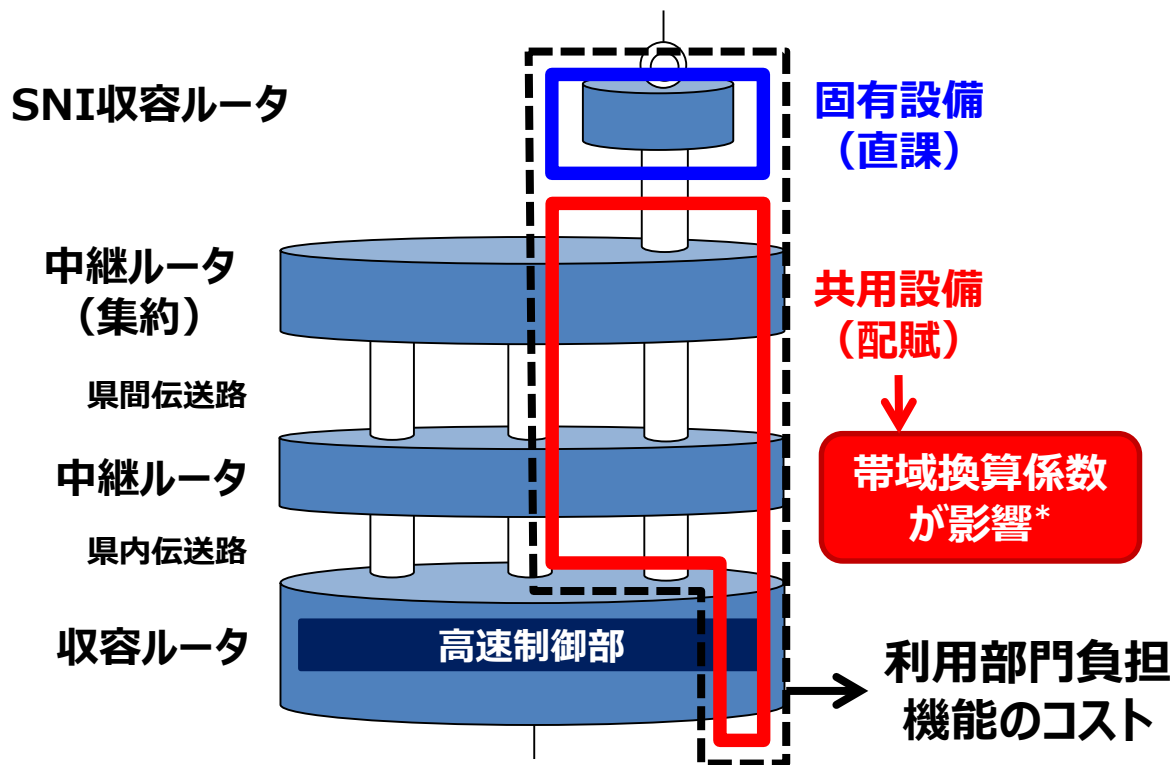 SNI収容ルータ
固有設備
（直課）
中継ルータ
（集約）
共用設備
（配賦）
県間伝送路
帯域換算係数
が影響*
中継ルータ
県内伝送路
収容ルータ
高速制御部
利用部門負担
機能のコスト